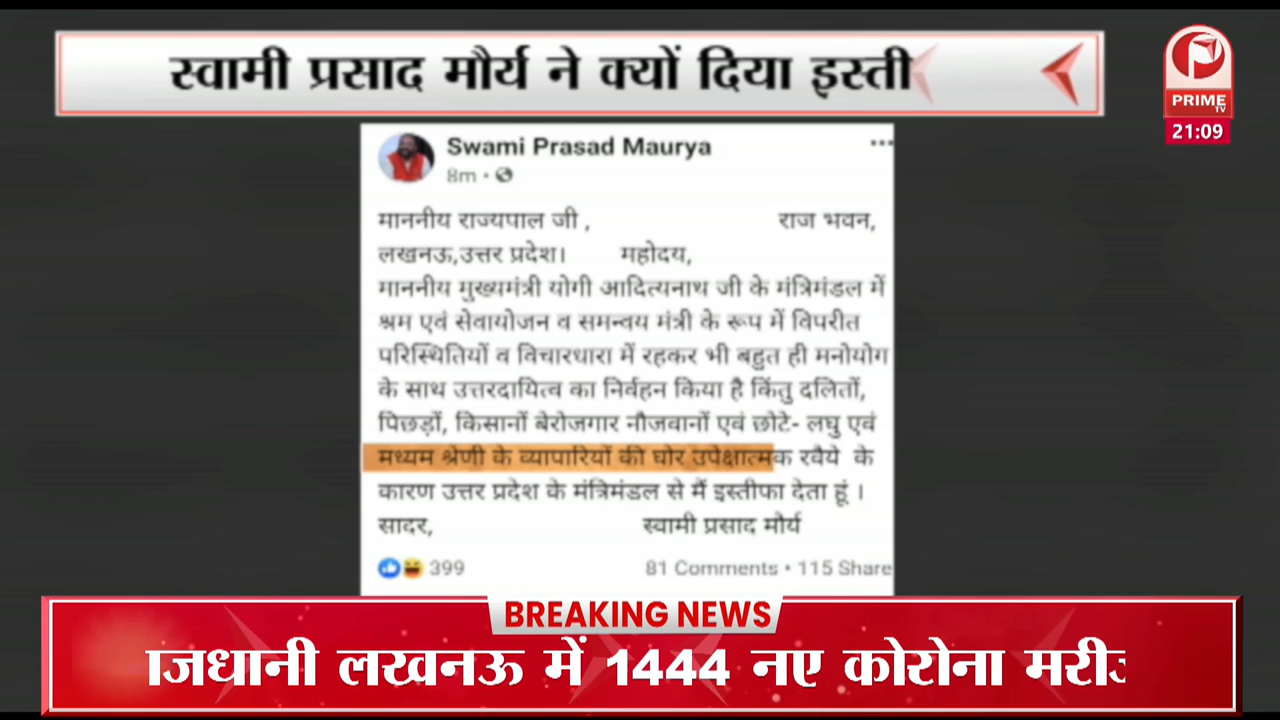 स्वामी प्रसाद मौर्य ने क्यों दिया इस्ती
PRIME
TV
21:09
Swami Prasad Maurya
8m
माननीय राज्यपाल जी , राज भवन,
लखनऊ,उत्तर प्रदेश। महोदय,
माननीय मुख्यमंत्री योगी आदित्यनाथ जी के मंत्रिमंडल में
श्रम एवं सेवायोजन व समन्वय मंत्री के रूप में विपरीत
परिस्थितियों व विचारधारा में रहकर भी बहुत ही मनोयोग
के साथ उत्तरदायित्व का निर्वहन किया है किंतु दलितों,
पिछड़ों, किसानों बेरोजगार नौजवानों एवं छोटे- लघु एवं
मध्यम श्रेणी के व्यापारियों की घोर उपेक्षात्मक रवैये के
कारण उत्तर प्रदेश के मंत्रिमंडल से मैं इस्तीफा देता हूं ।
सादर, स्वामी प्रसाद मौर्य
399 81 Comments • 115 Share
BREAKING NEWS
जधानी लखनऊ में 1444 नए कोरोना मरी